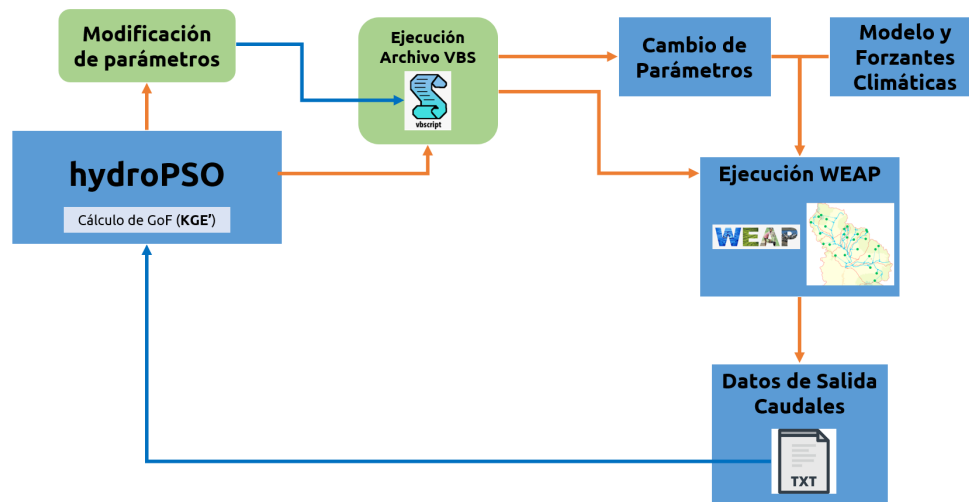 Modificación
de parámetros
Ejecución
Archivo VBS
vbscript
Cambio de
Parámetros
Modelo y
Forzantes
Climáticas
hydroPSO
Cálculo de GoF (KGE')
Ejecución WEAP
WEAP
Datos de Salida
Caudales
TXT